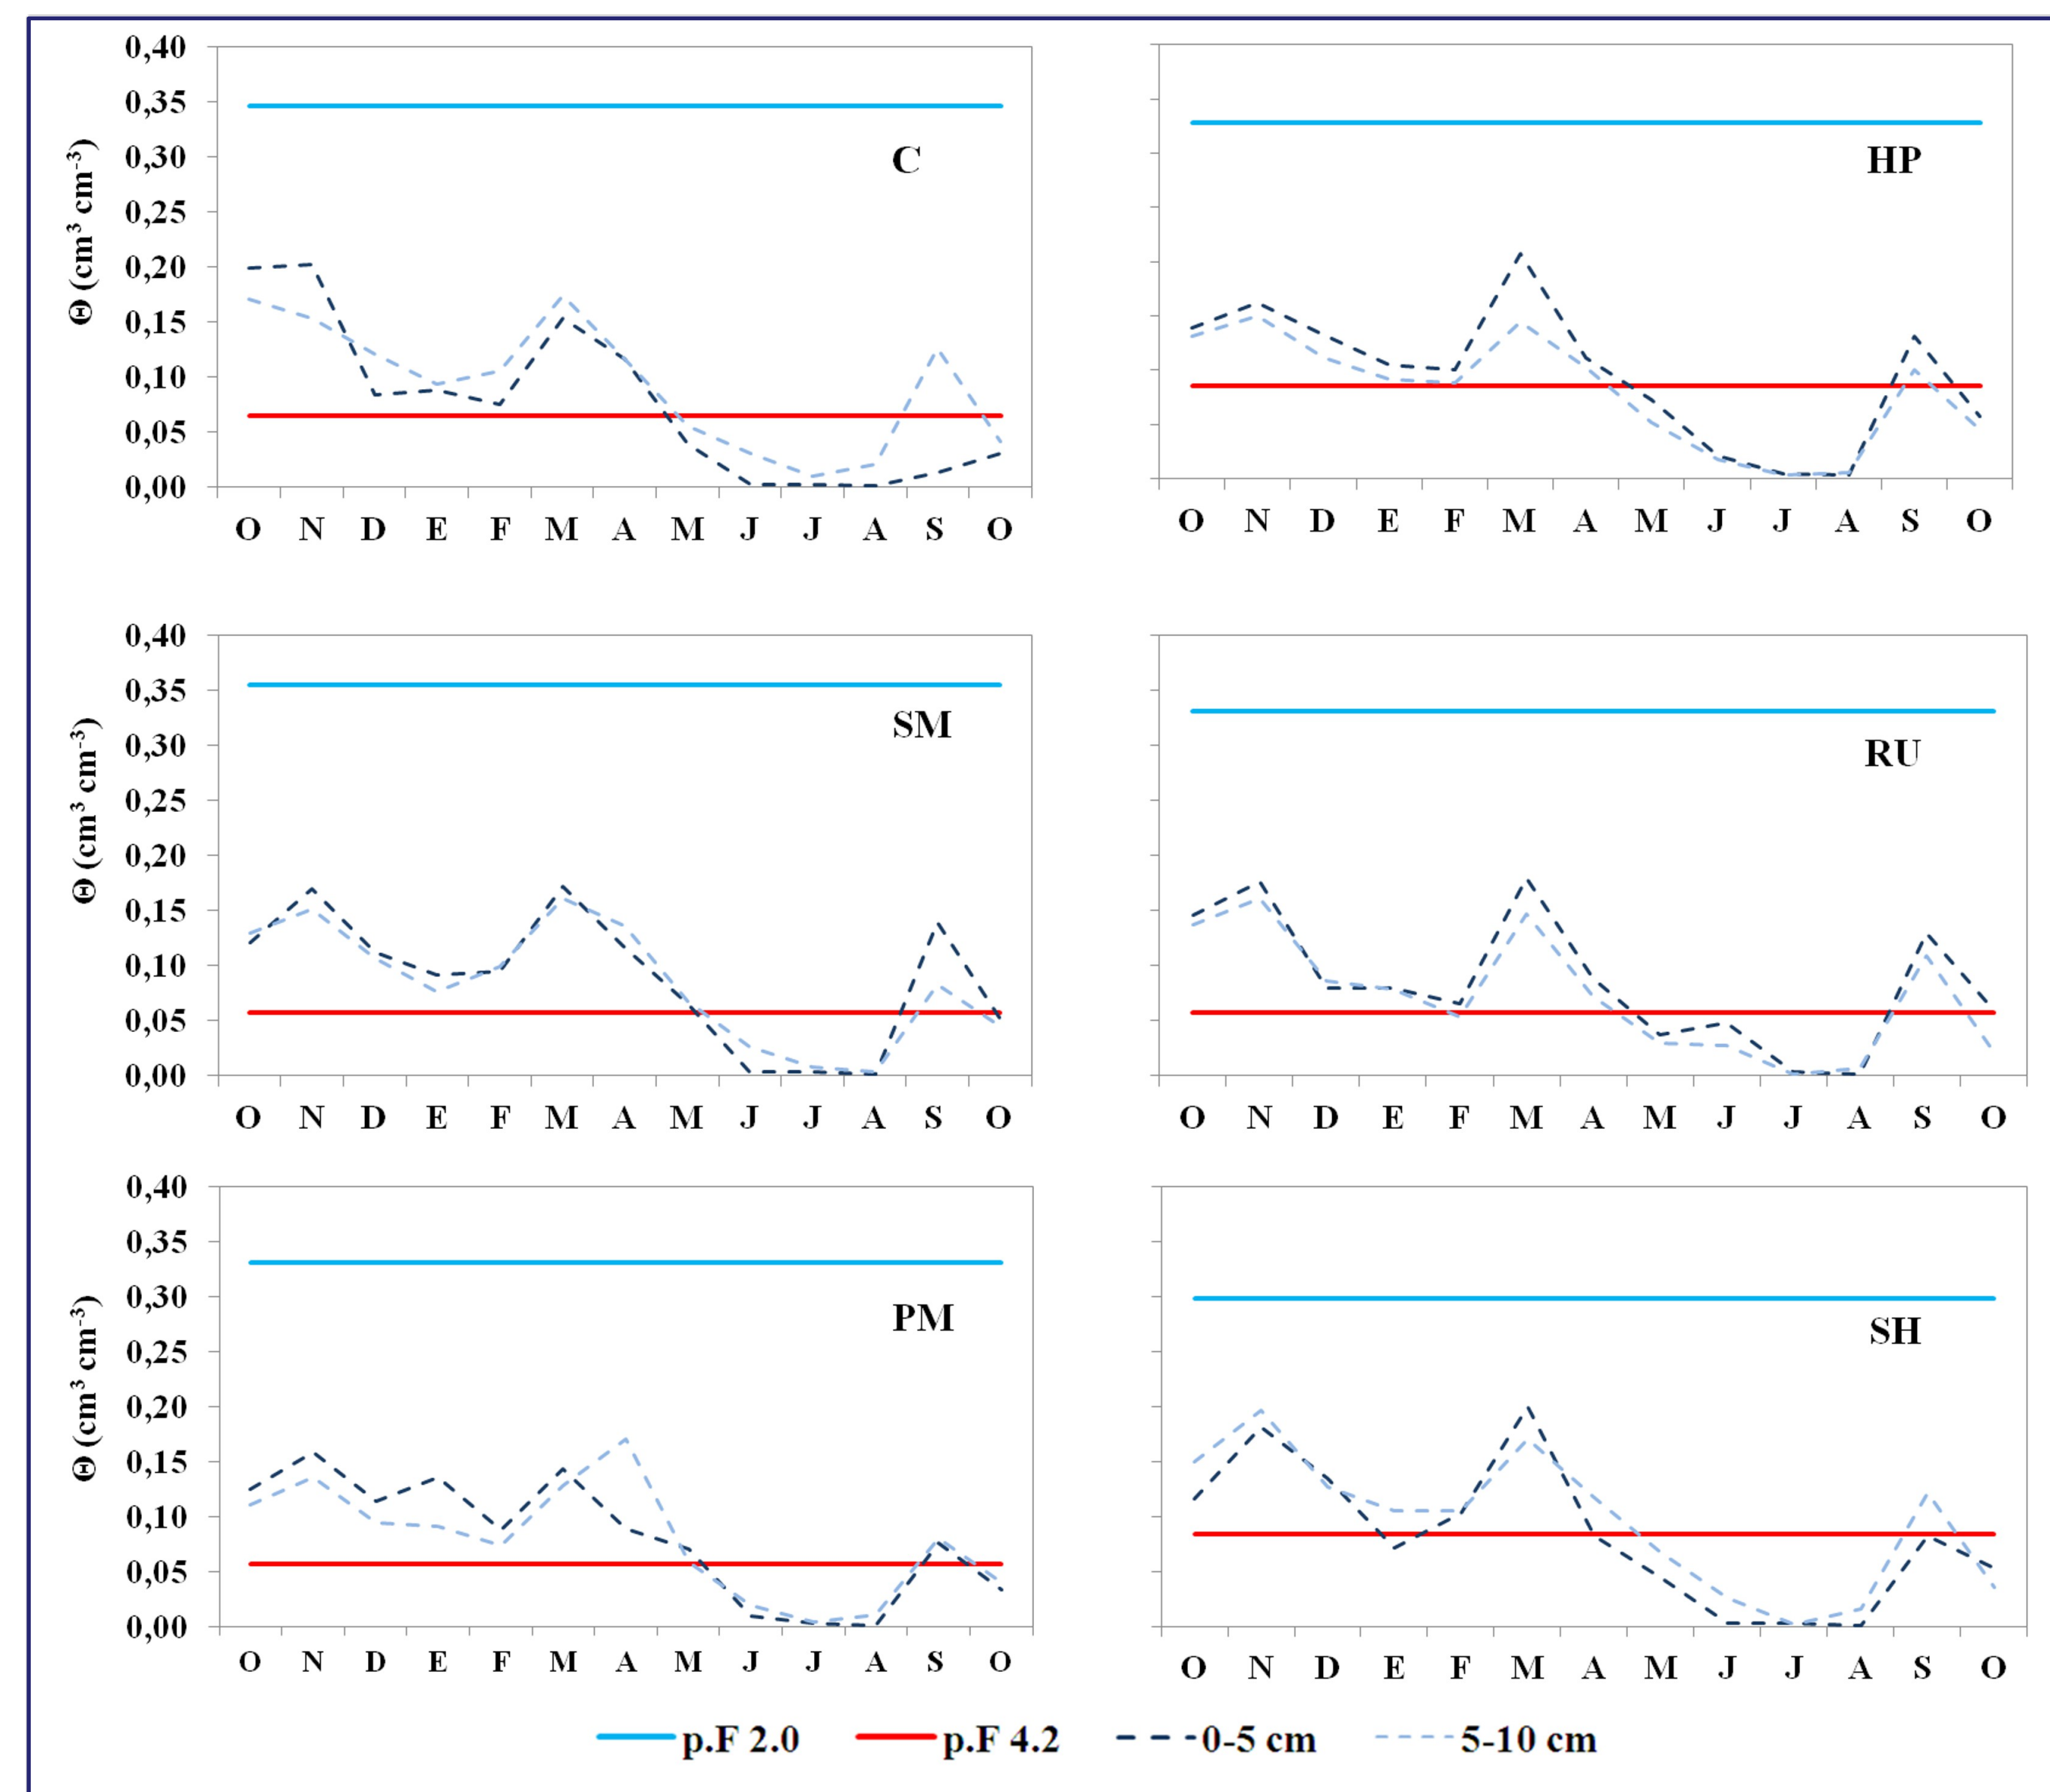 0,40
0,35
0,30
0,25
0,20
0,15
0,10
0,05
0,00
Θ (cm³ cm⁻³)
C
O N D E F M A M J J A S O
HP
O N D E F M A M J J A S O
0,40
0,35
0,30
0,25
0,20
0,15
0,10
0,05
0,00
Θ (cm³ cm⁻³)
SM
O N D E F M A M J J A S O
RU
O N D E F M A M J J A S O
0,40
0,35
0,30
0,25
0,20
0,15
0,10
0,05
0,00
Θ (cm³ cm⁻³)
PM
O N D E F M A M J J A S O
SH
O N D E F M A M J J A S O
p.F 2.0 p.F 4.2 0-5 cm 5-10 cm